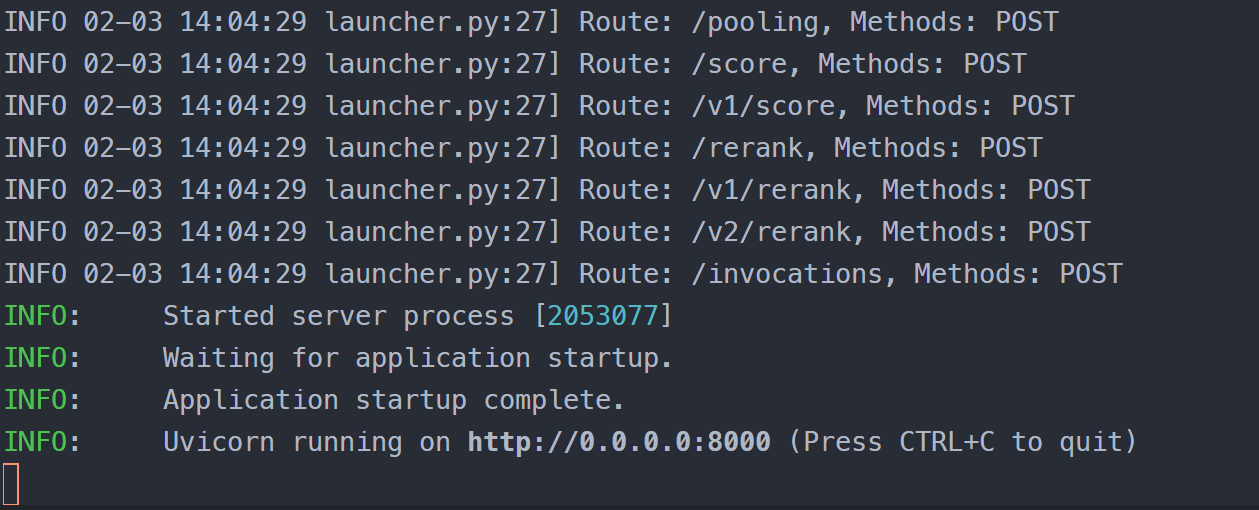 INFO 02-03 14:04:29 launcher.py:27] Route: /pooling, Methods: POST
INFO 02-03 14:04:29 launcher.py:27] Route: /score, Methods: POST
INFO 02-03 14:04:29 launcher.py:27] Route: /v1/score, Methods: POST
INFO 02-03 14:04:29 launcher.py:27] Route: /rerank, Methods: POST
INFO 02-03 14:04:29 launcher.py:27] Route: /v1/rerank, Methods: POST
INFO 02-03 14:04:29 launcher.py:27] Route: /v2/rerank, Methods: POST
INFO 02-03 14:04:29 launcher.py:27] Route: /invocations, Methods: POST
INFO:     Started server process [2053077]
INFO:     Waiting for application startup.
INFO:     Application startup complete.
INFO:     Uvicorn running on http://0.0.0.0:8000 (Press CTRL+C to quit)